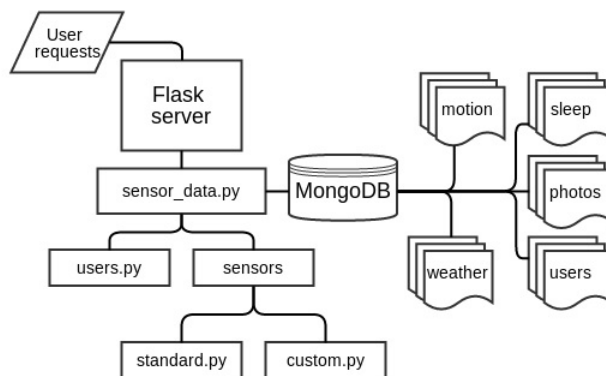 User
requests
Flask
server
motion
sleep
sensor_data.py
MongoDB
photos
users.py
sensors
weather
users
standard.py
custom.py